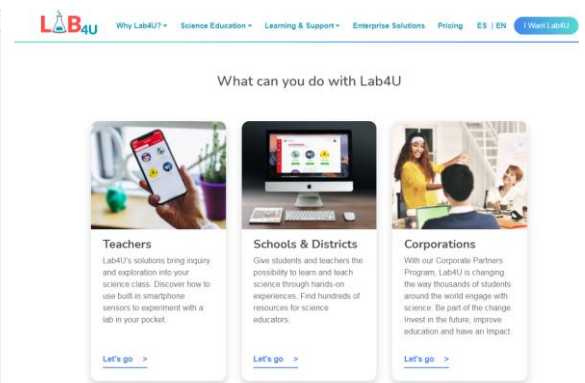 LAB4U
Why Lab4U?
Science Education
Learning & Support
Enterprise Solutions
Pricing
ES | EN
I Want Lab4U
What can you do with Lab4U
Teachers
Lab4U's solutions bring inquiry
and exploration into your
science class. Discover how to
use built-in smartphone
sensors to experiment with a
lab in your pocket.
Let's go >
Schools & Districts
Give students and teachers the
possibility to learn and teach
science through hands-on
experiences. Find hundreds of
resources for science
educators.
Let's go >
Corporations
With our Corporate Partners
Program, Lab4U is changing
the way thousands of students
around the world engage with
science. Be part of the change.
Invest in the future, improve
education and have an Impact.
Let's go >